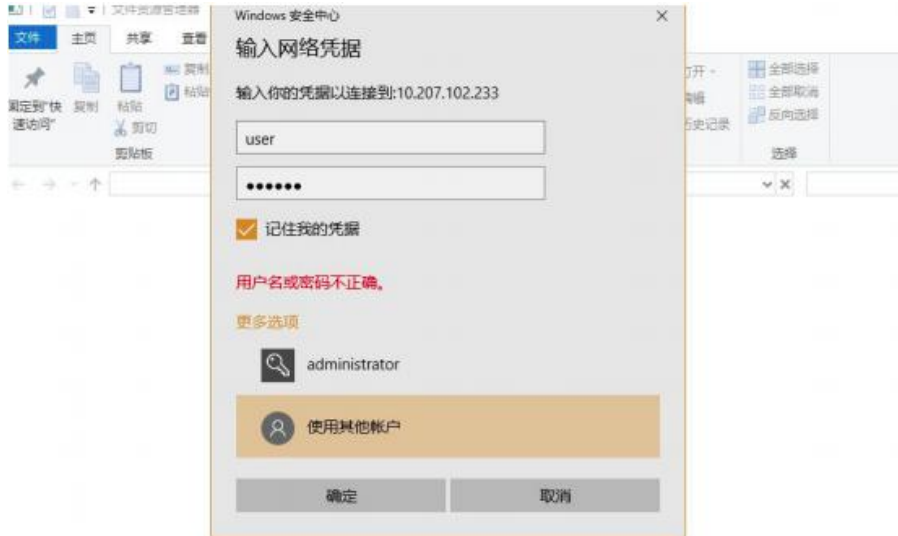 文件资源管理器
文件 主页 共享 查看
固定到"快速访问"
复制
粘贴
复制
粘贴
剪切
剪贴板
打开
编辑
历史记录
全部选择
全部取消
反向选择
选择
Windows 安全中心
输入网络凭据
输入你的凭据以连接到:10.207.102.233
user
记住我的凭据
用户名或密码不正确。
更多选项
administrator
使用其他帐户
确定 取消